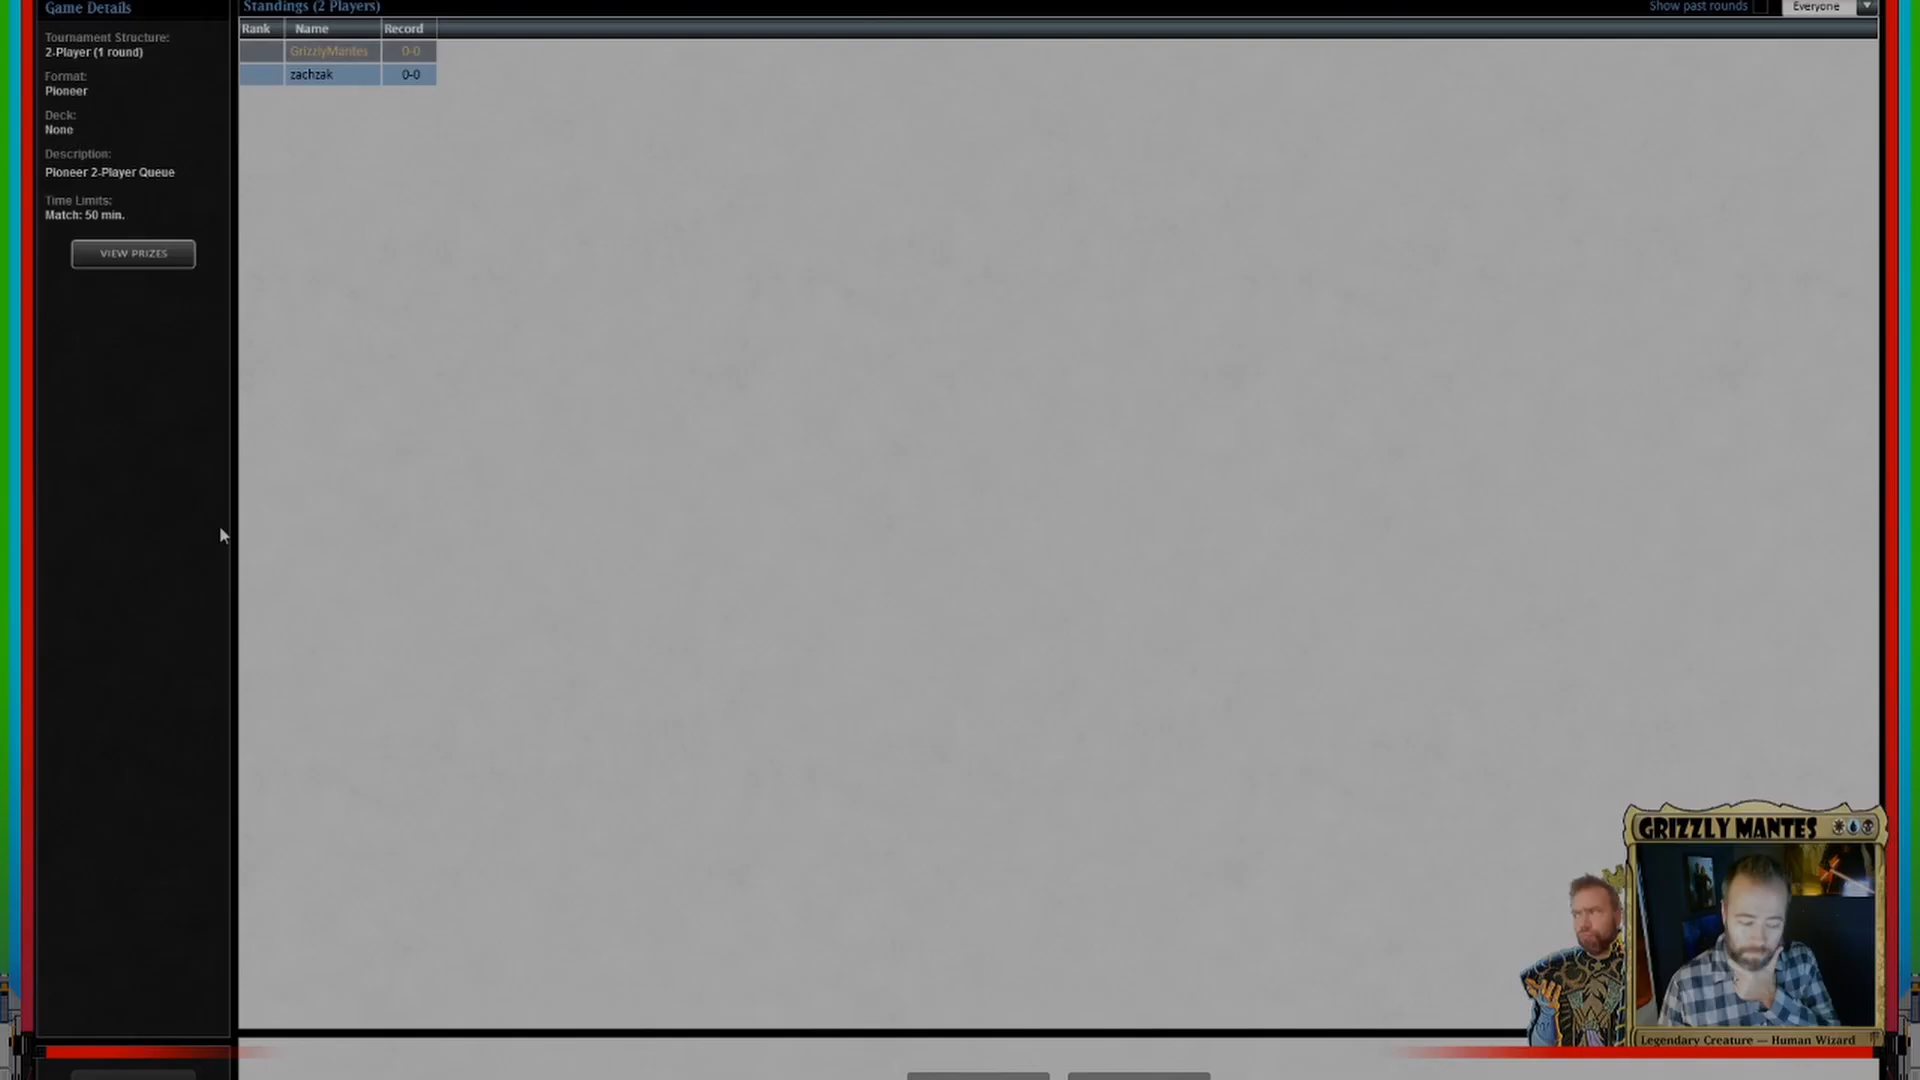 Game Details
Tournament Structure:
2-Player (1 round)
Format:
Pioneer
Deck:
None
Description:
Pioneer 2-Player Queue
Time Limits:
Match: 50 min.
VIEW PRIZES
Standings (2 Players)
Show past rounds
Everyone
Rank Name Record
GrizzlyMantes 0-0
zachzak 0-0
GRIZZLY MANTES
Legendary Creature — Human Wizard